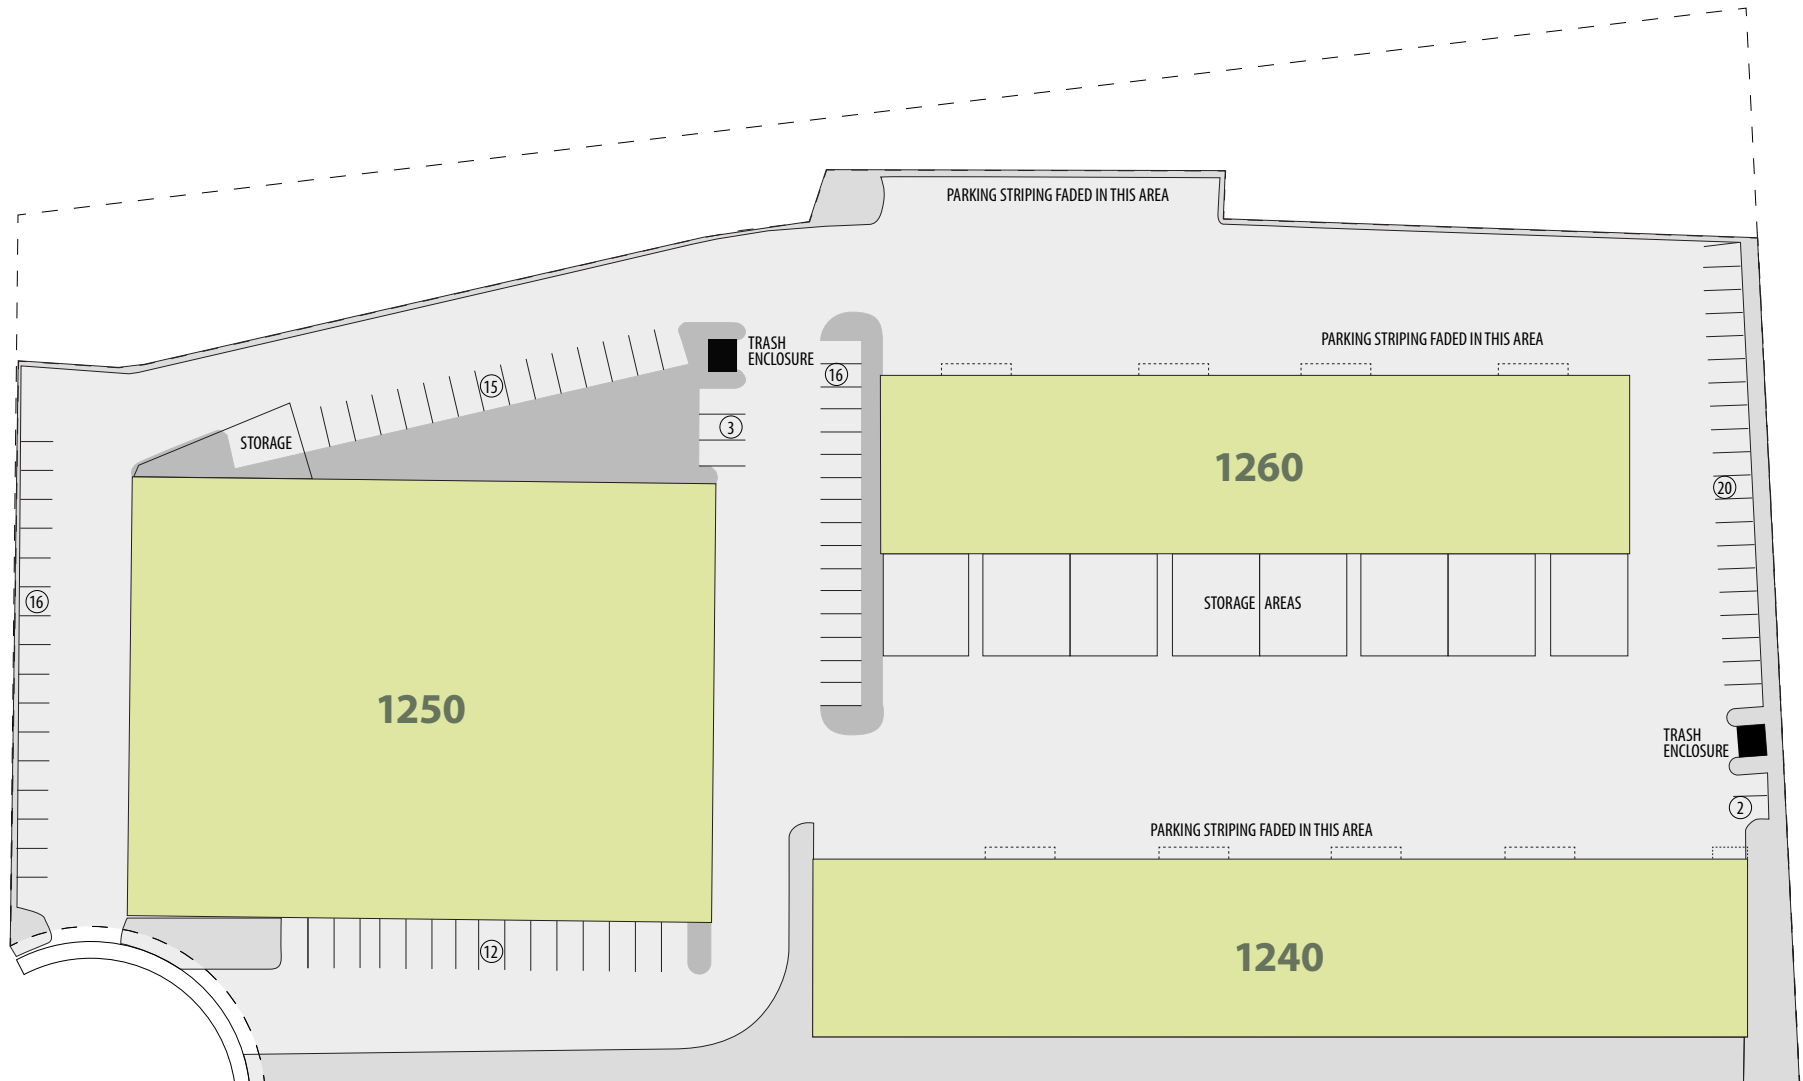 PARKING STRIPING FADED IN THIS AREA
PARKING STRIPING FADED IN THIS AREA
TRASH
ENCLOSURE
16
15
3
STORAGE
1260
20
16
STORAGE AREAS
1250
TRASH
ENCLOSURE
2
PARKING STRIPING FADED IN THIS AREA
12
1240